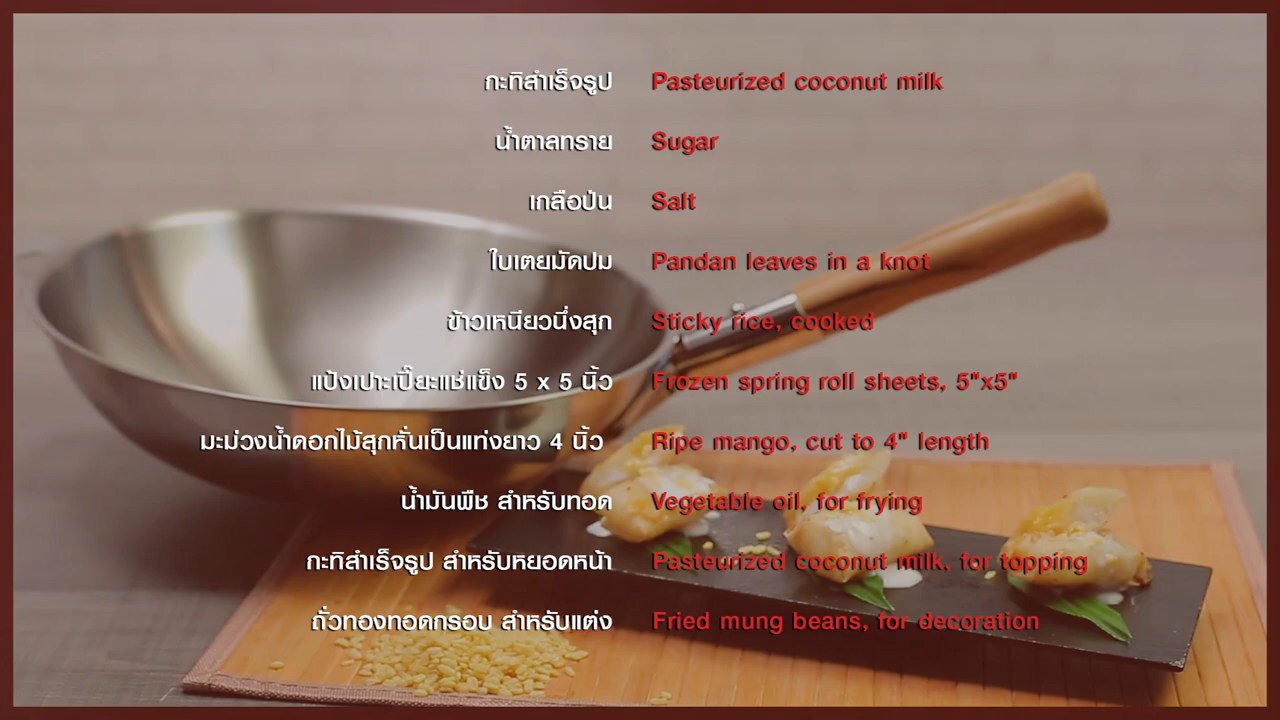 กะทิสำเร็จรูป Pasteurized coconut milk
น้ำตาลทราย Sugar
เกลือป่น Salt
ใบเตยมัดปม Pandan leaves in a knot
ข้าวเหนียวนึ่งสุก Sticky rice, cooked
แป้งเปาะเปี๊ยะแช่แข็ง 5 x 5 นิ้ว Frozen spring roll sheets, 5"x5"
มะม่วงน้ำดอกไม้สุกหั่นเป็นแท่งยาว 4 นิ้ว Ripe mango, cut to 4" length
น้ำมันพืช สำหรับทอด Vegetable oil, for frying
กะทิสำเร็จรูป สำหรับหยอดหน้า Pasteurized coconut milk, for topping
ถั่วทองทอดกรอบ สำหรับแต่ง Fried mung beans, for decoration